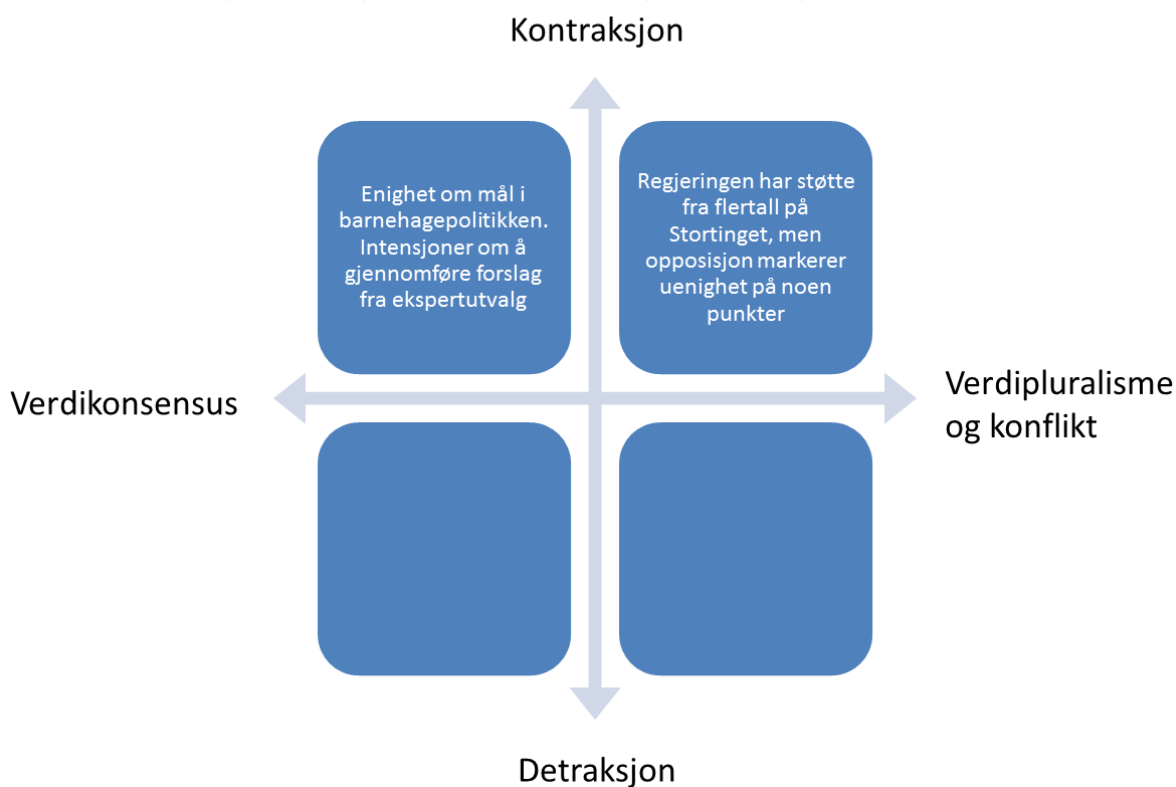 Kontraksjon
Enighet om mål i
barnehagepolitikken.
Intensjoner om å
gjennomføre forslag
fra ekspertutvalg
Regjeringen har støtte
fra flertall på
Stortinget, men
opposisjon markerer
uenighet på noen
punkter
Verdikonsensus
Verdipluralisme
og konflikt
Detraksjon